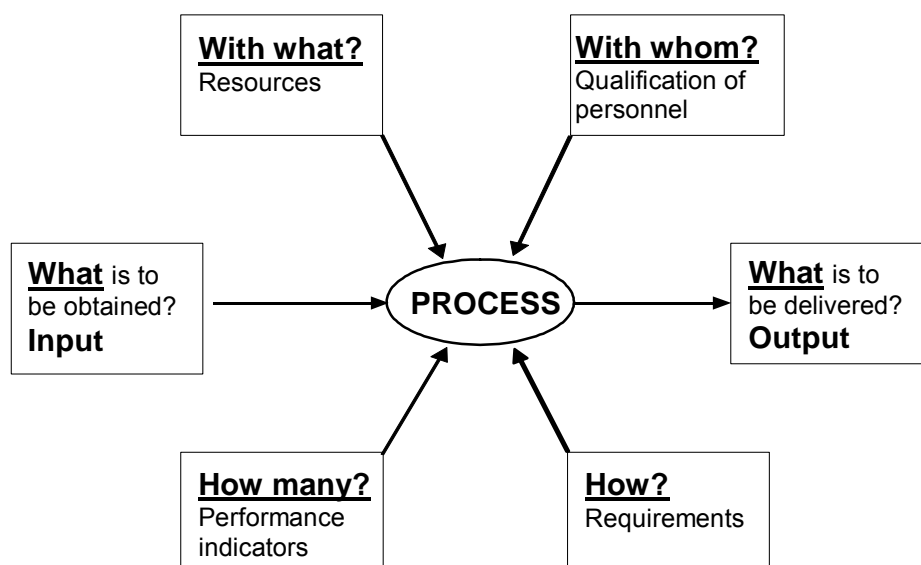 With what?
Resources
With whom?
Qualification of
personnel
What is to
be obtained?
Input
PROCESS
What is to
be delivered?
Output
How many?
Performance
indicators
How?
Requirements